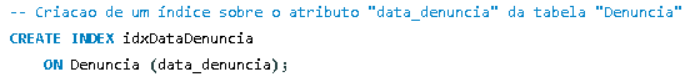 -- Criacao de um índice sobre o atributo "data_denuncia" da tabela "Denuncia"
CREATE INDEX idxDataDenuncia
ON Denuncia (data_denuncia);